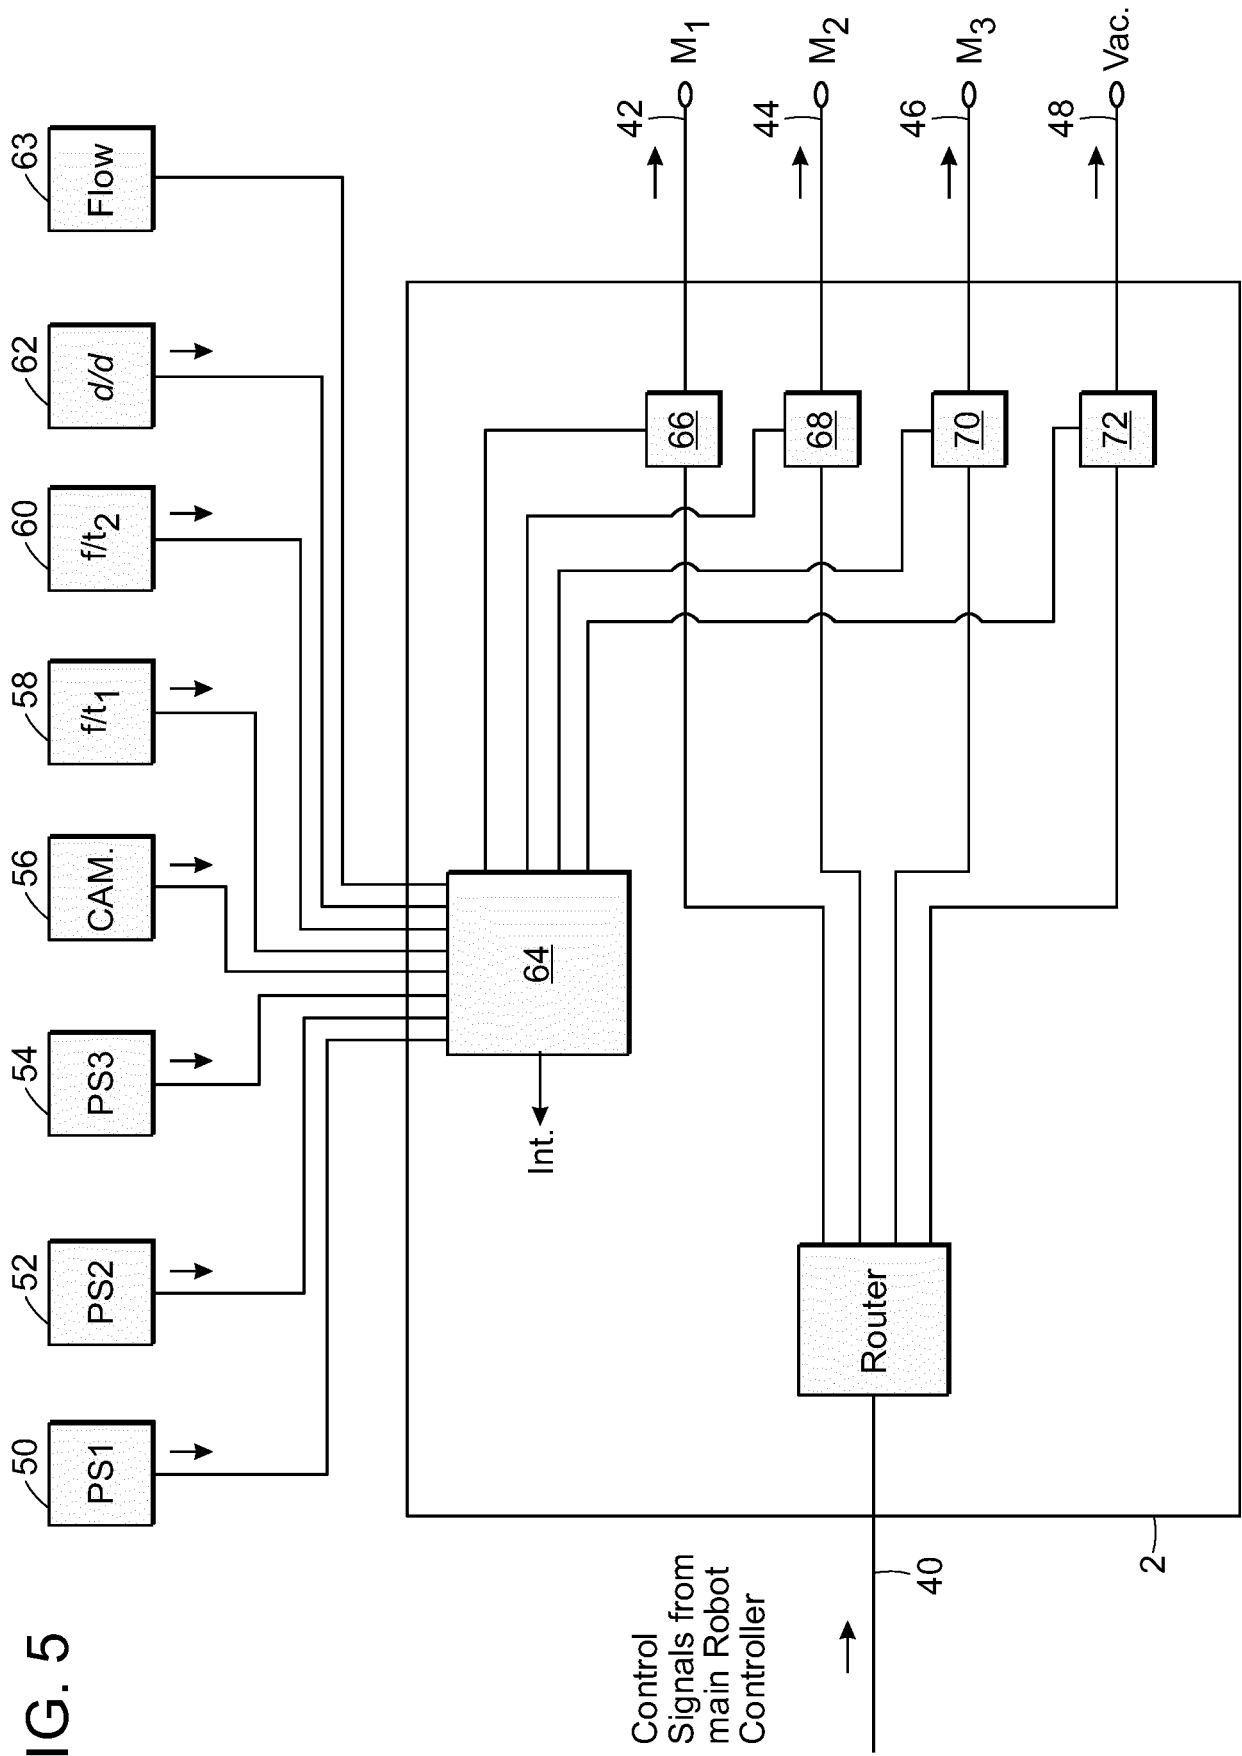 IG. 5
50
PS1
52
PS2
54
PS3
56
CAM.
58
f/t1
60
f/t2
62
d/d
63
Flow
64
Int.
66
68
70
72
42
M1
44
M2
46
M3
48
Vac.
Router
Control
Signals from
main Robot
Controller
40
2